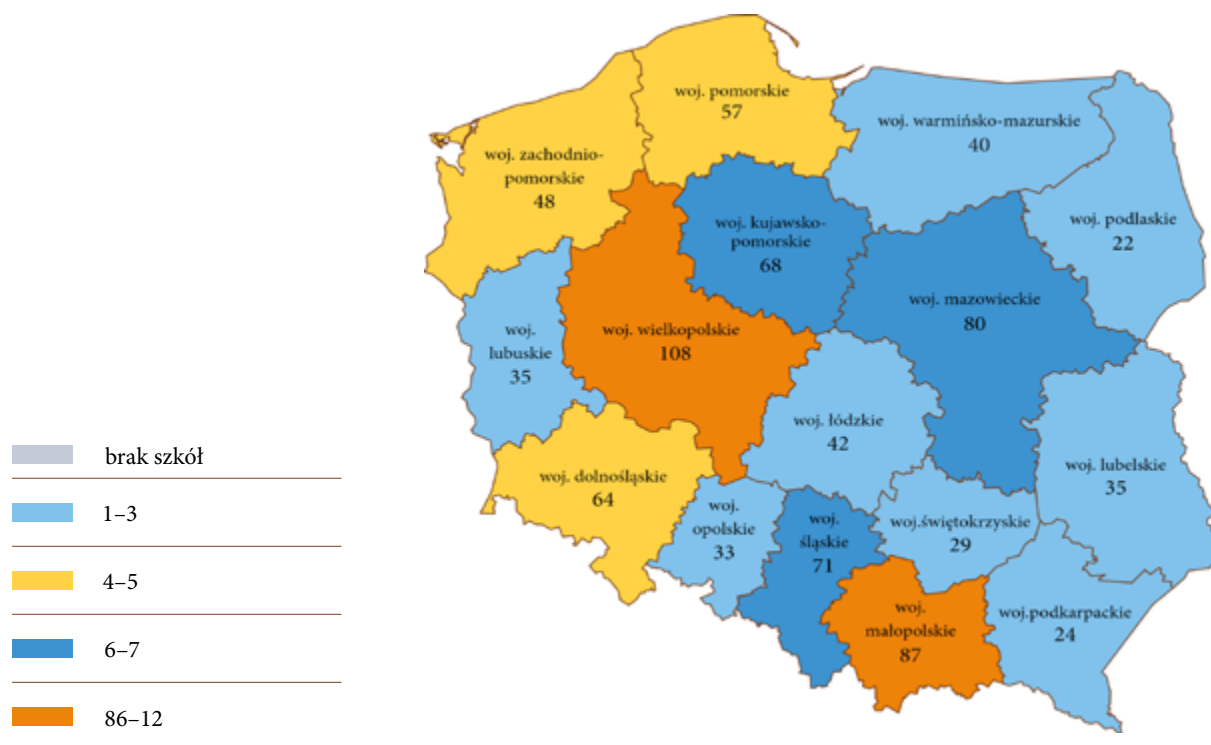 brak szkół
1–3
4–5
6–7
86–12
woj. pomorskie
57
woj. warmińsko-mazurskie
40
woj. zachodnio-
pomorskie
48
woj. podlaskie
22
woj. kujawsko-
pomorskie
68
woj. mazowieckie
80
woj. wielkopolskie
108
woj.
lubuskie
35
woj. łódzkie
42
woj. lubelskie
35
woj. dolnośląskie
64
woj.
opolskie
33
woj.
śląskie
71
woj.świętokrzyskie
29
woj.
małopolskie
87
woj.podkarpackie
24